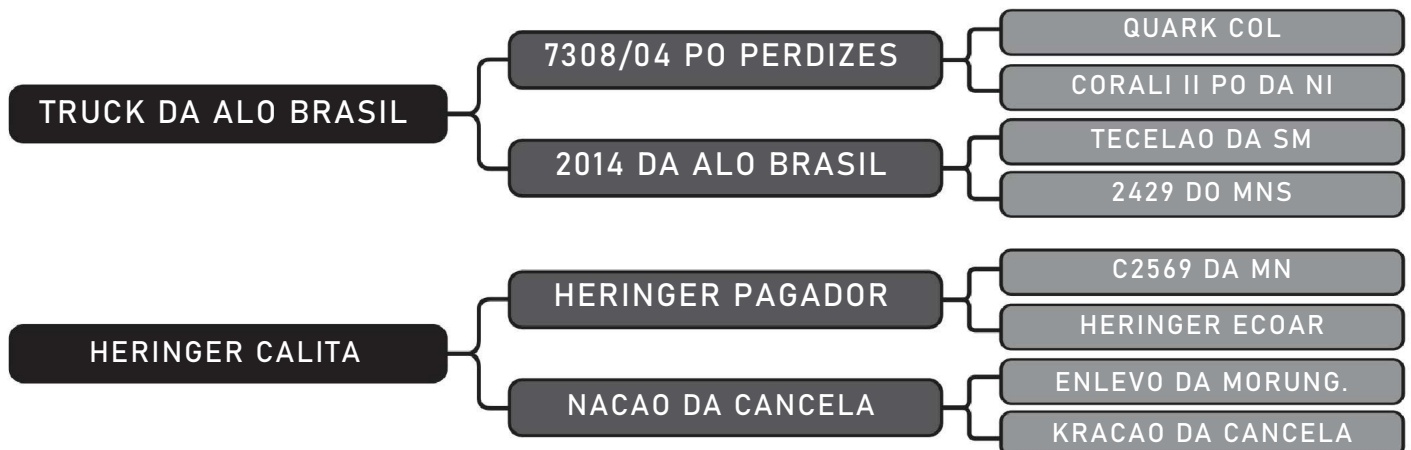 TRUCK DA ALO BRASIL
7308/04 PO PERDIZES
QUARK COL
CORALI II PO DA NI
2014 DA ALO BRASIL
TECELAO DA SM
2429 DO MNS
HERINGER CALITA
HERINGER PAGADOR
C2569 DA MN
HERINGER ECOAR
NACAO DA CANCELA
ENLEVO DA MORUNG.
KRACAO DA CANCELA